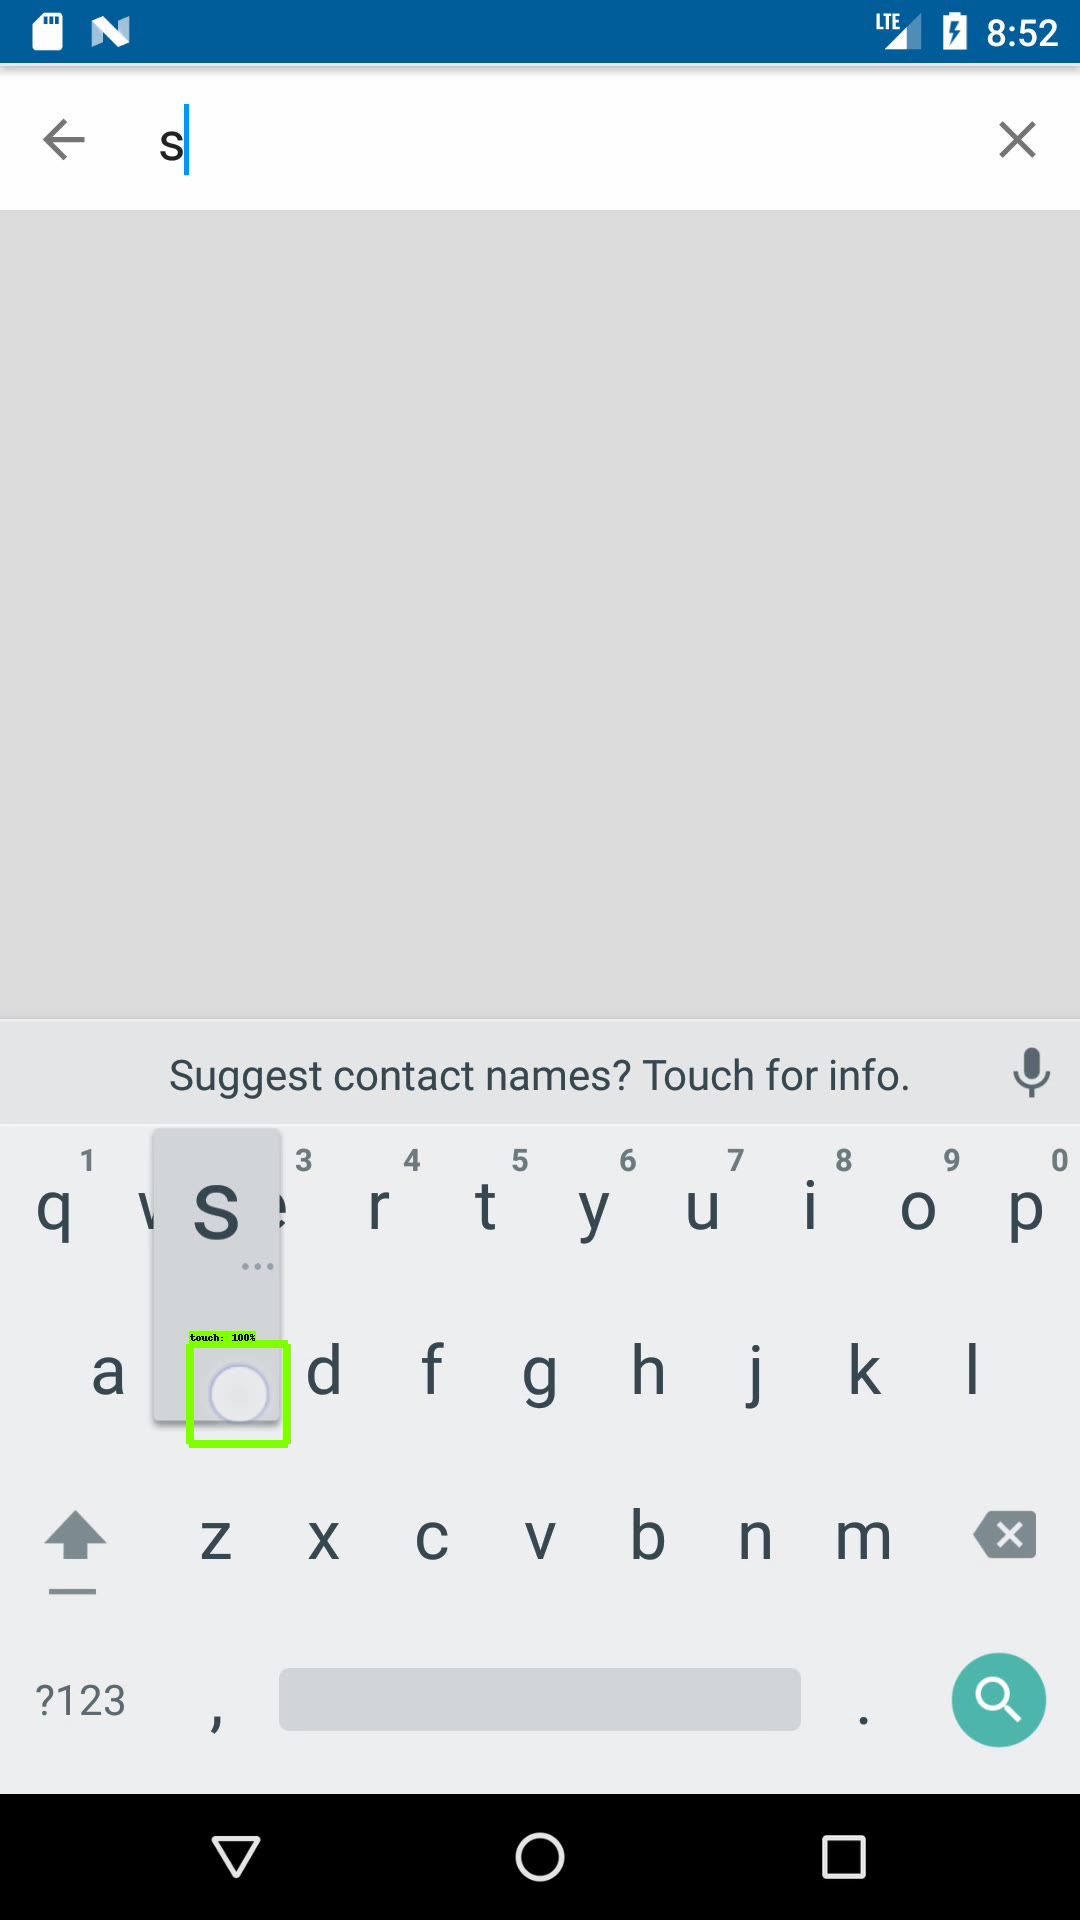 LTE 8:52
s
Suggest contact names? Touch for info.
1 3 4 5 6 7 8 9 0
q w s e r t y u i o p
touch: 100%
a d f g h j k l
z x c v b n m
?123 , .